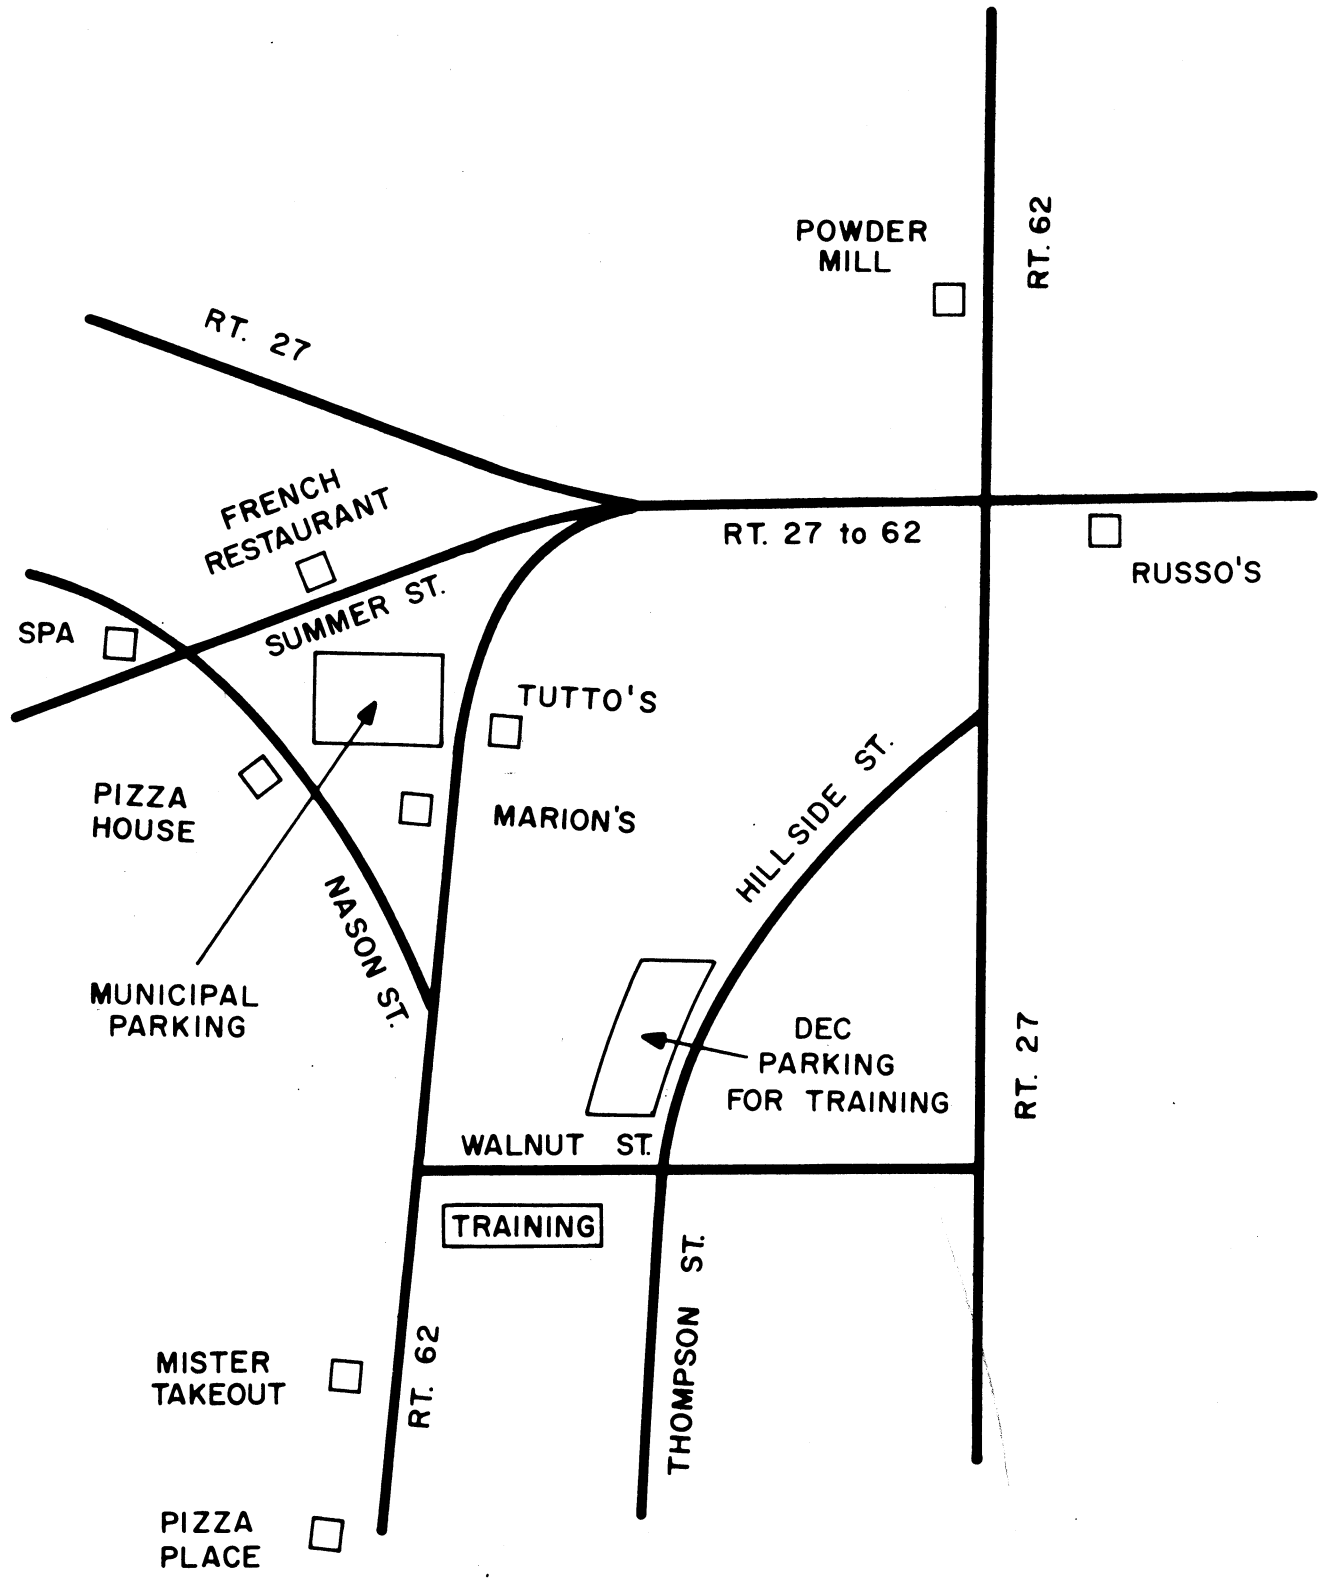 RT. 62
POWDER
MILL
RT. 27
FRENCH
RESTAURANT
RT. 27 to 62
RUSSO'S
SUMMER ST.
SPA
TUTTO'S
PIZZA
HOUSE
MARION'S
HILLSIDE ST.
NASON ST.
MUNICIPAL
PARKING
DEC
PARKING
FOR TRAINING
RT. 27
WALNUT ST.
TRAINING
THOMPSON ST.
RT. 62
MISTER
TAKEOUT
PIZZA
PLACE